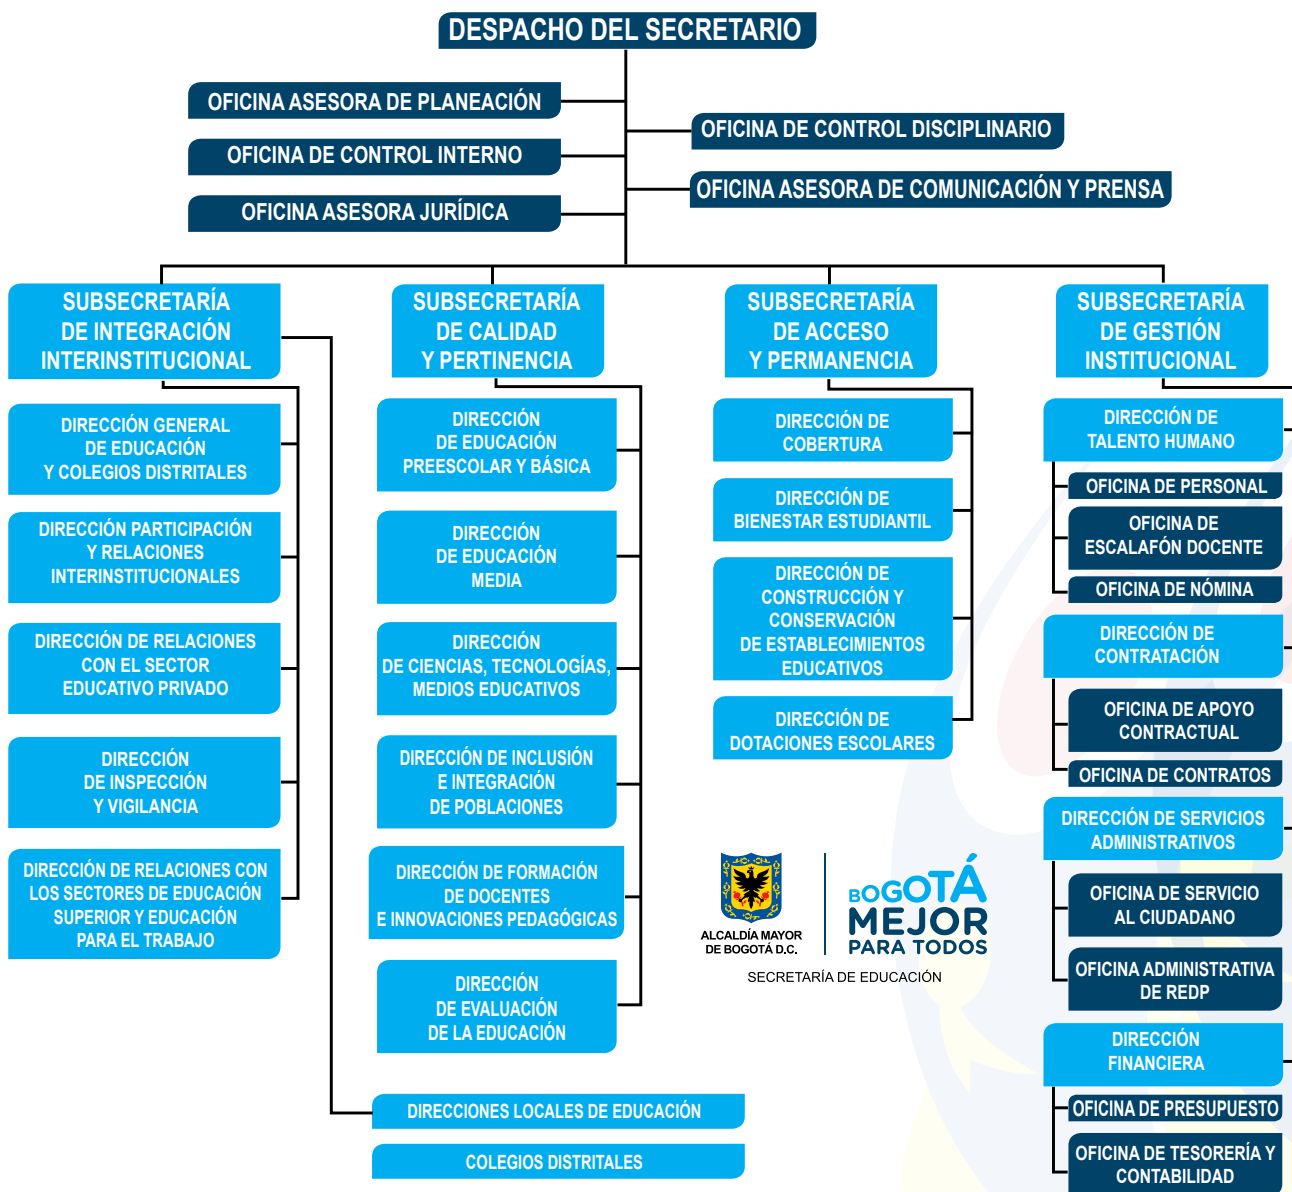 DESPACHO DEL SECRETARIO
OFICINA ASESORA DE PLANEACIÓN
OFICINA DE CONTROL INTERNO
OFICINA ASESORA JURÍDICA
OFICINA DE CONTROL DISCIPLINARIO
OFICINA ASESORA DE COMUNICACIÓN Y PRENSA
SUBSECRETARÍA
DE INTEGRACIÓN
INTERINSTITUCIONAL
DIRECCIÓN GENERAL
DE EDUCACIÓN
Y COLEGIOS DISTRITALES
DIRECCIÓN PARTICIPACIÓN
Y RELACIONES
INTERINSTITUCIONALES
DIRECCIÓN DE RELACIONES
CON EL SECTOR
EDUCATIVO PRIVADO
DIRECCIÓN
DE INSPECCIÓN
Y VIGILANCIA
DIRECCIÓN DE RELACIONES CON
LOS SECTORES DE EDUCACIÓN
SUPERIOR Y EDUCACIÓN
PARA EL TRABAJO
SUBSECRETARÍA
DE CALIDAD
Y PERTINENCIA
DIRECCIÓN
DE EDUCACIÓN
PREESCOLAR Y BÁSICA
DIRECCIÓN
DE EDUCACIÓN
MEDIA
DIRECCIÓN
DE CIENCIAS, TECNOLOGÍAS,
MEDIOS EDUCATIVOS
DIRECCIÓN DE INCLUSIÓN
E INTEGRACIÓN
DE POBLACIONES
DIRECCIÓN DE FORMACIÓN
DE DOCENTES
E INNOVACIONES PEDAGÓGICAS
DIRECCIÓN
DE EVALUACIÓN
DE LA EDUCACIÓN
DIRECCIONES LOCALES DE EDUCACIÓN
COLEGIOS DISTRITALES
SUBSECRETARÍA
DE ACCESO
Y PERMANENCIA
DIRECCIÓN DE
COBERTURA
DIRECCIÓN DE
BIENESTAR ESTUDIANTIL
DIRECCIÓN DE
CONSTRUCCIÓN Y
CONSERVACIÓN
DE ESTABLECIMIENTOS
EDUCATIVOS
DIRECCIÓN DE
DOTACIONES ESCOLARES
ALCALDÍA MAYOR
DE BOGOTÁ D.C.
BOGOTÁ
MEJOR
PARA TODOS
SECRETARÍA DE EDUCACIÓN
SUBSECRETARÍA
DE GESTIÓN
INSTITUCIONAL
DIRECCIÓN DE
TALENTO HUMANO
OFICINA DE PERSONAL
OFICINA DE
ESCALAFÓN DOCENTE
OFICINA DE NÓMINA
DIRECCIÓN DE
CONTRATACIÓN
OFICINA DE APOYO
CONTRACTUAL
OFICINA DE CONTRATOS
DIRECCIÓN DE SERVICIOS
ADMINISTRATIVOS
OFICINA DE SERVICIO
AL CIUDADANO
OFICINA ADMINISTRATIVA
DE REDP
DIRECCIÓN
FINANCIERA
OFICINA DE PRESUPUESTO
OFICINA DE TESORERÍA Y
CONTABILIDAD